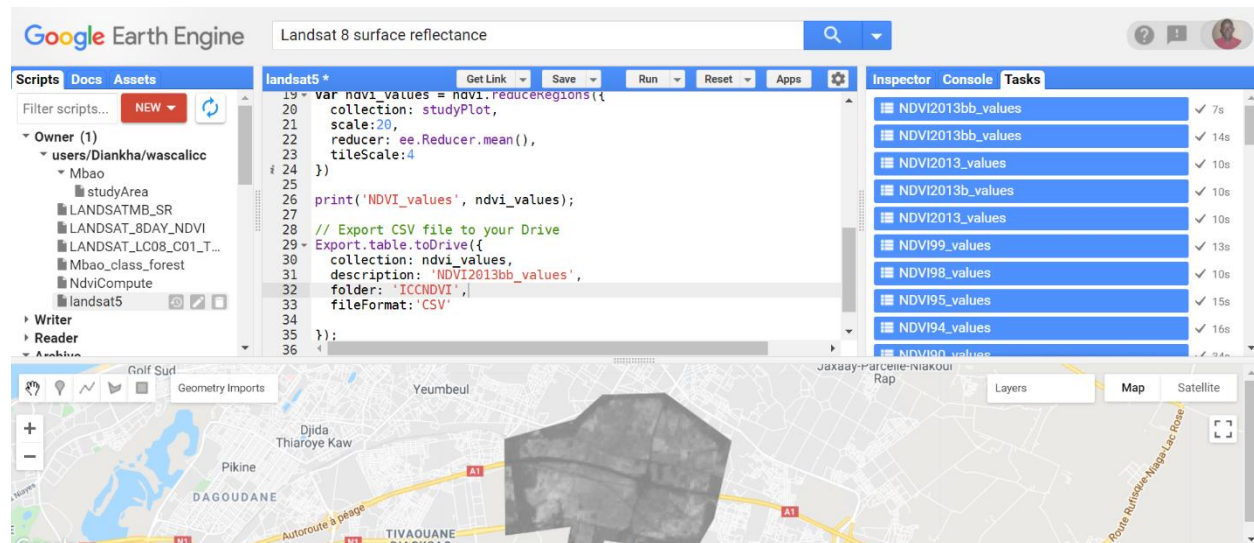 Google Earth Engine
Landsat 8 surface reflectance
Scripts Docs Assets
Filter scripts... NEW
Owner (1)
users/Diankha/wascalicc
Mbao
studyArea
LANDSATMB_SR
LANDSAT_8DAY_NDVI
LANDSAT_LC08_C01_T...
Mbao_class_forest
NdviCompute
landsat5
Writer
Reader
Archive
landsat5 *
Get Link Save Run Reset Apps
19 var ndvi_values = ndvi.reduceRegions({
20 collection: studyPlot,
21 scale:20,
22 reducer: ee.Reducer.mean(),
23 tileScale:4
i 24 })
25
26 print('NDVI_values', ndvi_values);
27
28 // Export CSV file to your Drive
29 Export.table.toDrive({
30 collection: ndvi_values,
31 description: 'NDVI2013bb_values',
32 folder: 'ICCNDVI',
33 fileFormat:'CSV'
34
35 });
36
Inspector Console Tasks
NDVI2013bb_values 7s
NDVI2013bb_values 14s
NDVI2013_values 10s
NDVI2013b_values 10s
NDVI2013_values 10s
NDVI99_values 13s
NDVI98_values 10s
NDVI95_values 15s
NDVI94_values 16s
NDVI90_values 24s
Golf Sud
Geometry Imports
Yeumbeul
Jaxaay-Parcelle-Niakoul
Rap
Layers
Map Satellite
Djida
Thiaroye Kaw
Pikine
DAGOUDANE
A1
A1
Autoroute à péage
TIVAOUANE
N1
N1
Route Rufisque-Niaga-Lac Rose